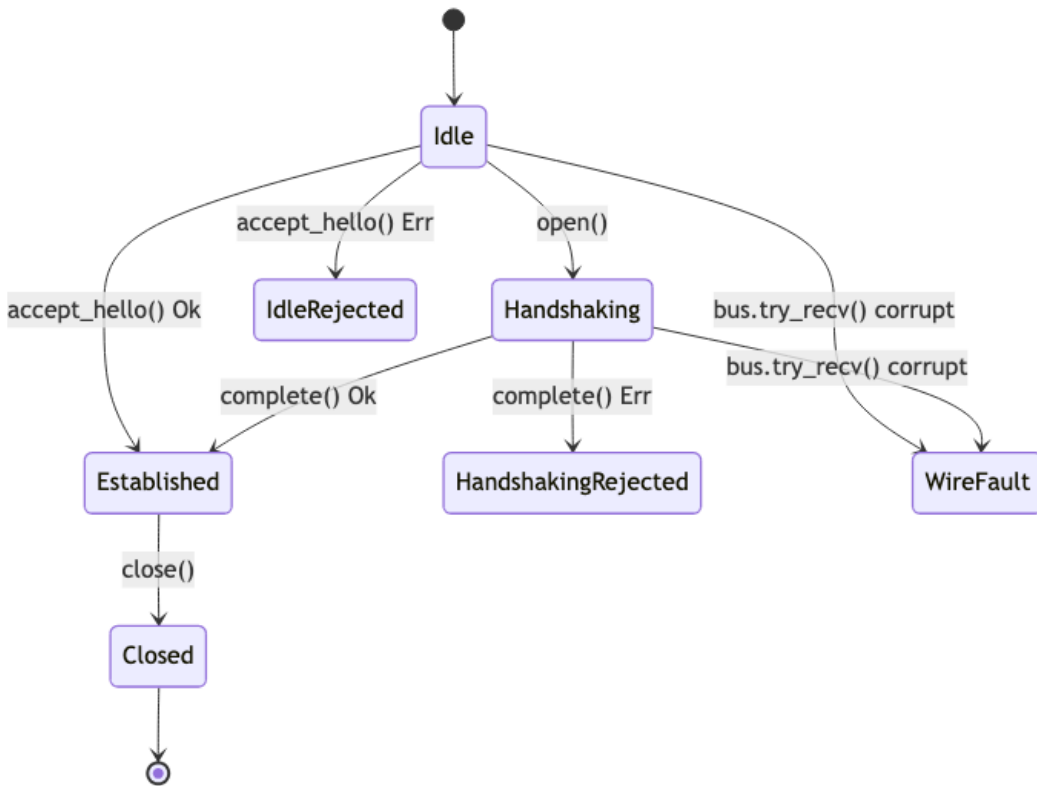 Idle
accept_hello() Err
open()
accept_hello() Ok
IdleRejected
Handshaking
bus.try_recv() corrupt
bus.try_recv() corrupt
complete() Ok
complete() Err
Established
HandshakingRejected
WireFault
close()
Closed